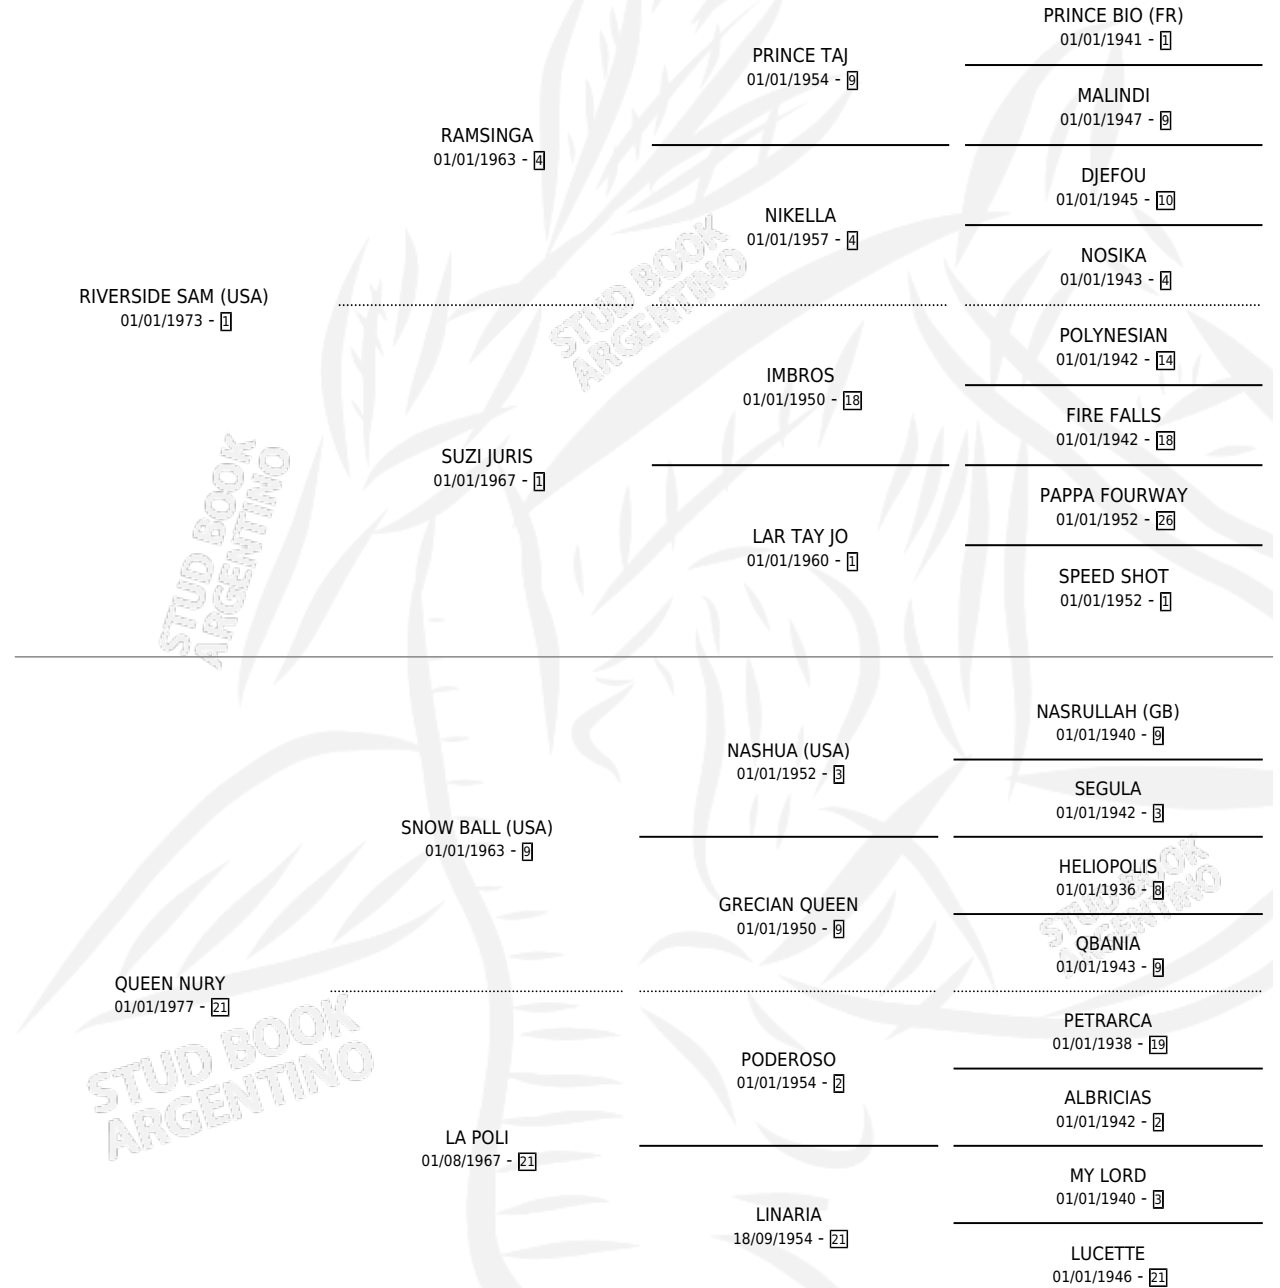 PRINCE BIO (FR)
01/01/1941 - 1
PRINCE TAJ
01/01/1954 - 9
MALINDI
01/01/1947 - 9
RAMSINGA
01/01/1963 - 4
DJEFOU
01/01/1945 - 10
NIKELLA
01/01/1957 - 4
NOSIKA
01/01/1943 - 4
RIVERSIDE SAM (USA)
01/01/1973 - 1
POLYNESIAN
01/01/1942 - 14
IMBROS
01/01/1950 - 18
FIRE FALLS
01/01/1942 - 18
SUZI JURIS
01/01/1967 - 1
PAPPA FOURWAY
01/01/1952 - 26
LAR TAY JO
01/01/1960 - 1
SPEED SHOT
01/01/1952 - 1
NASRULLAH (GB)
01/01/1940 - 9
NASHUA (USA)
01/01/1952 - 3
SEGULA
01/01/1942 - 3
SNOW BALL (USA)
01/01/1963 - 9
HELIOPOLIS
01/01/1936 - 8
GRECIAN QUEEN
01/01/1950 - 9
QBANIA
01/01/1943 - 9
QUEEN NURY
01/01/1977 - 21
PETRARCA
01/01/1938 - 19
PODEROSO
01/01/1954 - 2
ALBRICIAS
01/01/1942 - 2
LA POLI
01/08/1967 - 21
MY LORD
01/01/1940 - 3
LINARIA
18/09/1954 - 21
LUCETTE
01/01/1946 - 21
STUD BOOK
ARGENTINO
STUD BOOK
ARGENTINO
STUD BOOK
ARGENTINO
STUD BOOK
ARGENTINO